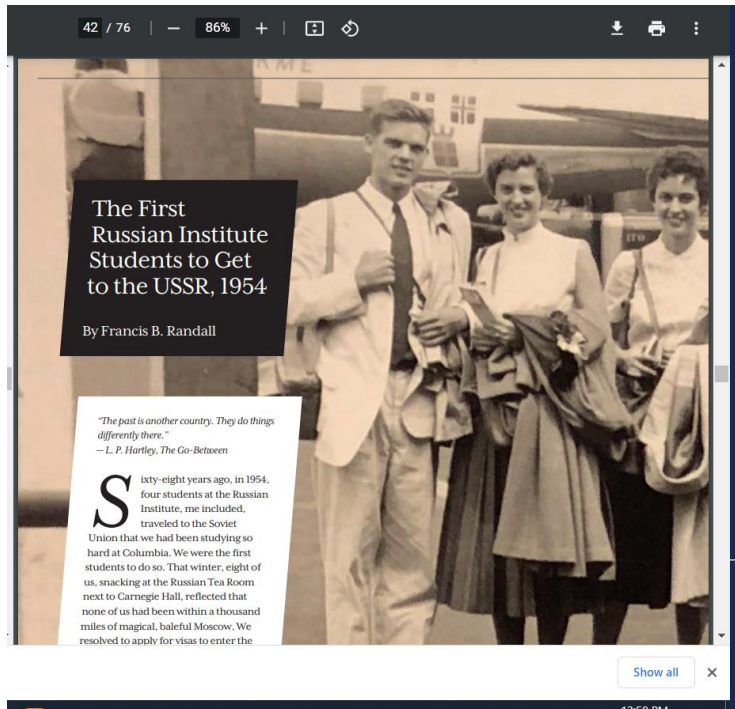 42 / 76
86%
ME
The First
Russian Institute
Students to Get
to the USSR, 1954
By Francis B. Randall
"The past is another country. They do things
differently there."
— L. P. Hartley, The Go-Between
Sixty-eight years ago, in 1954,
four students at the Russian
Institute, me included,
traveled to the Soviet
Union that we had been studying so
hard at Columbia. We were the first
students to do so. That winter, eight of
us, snacking at the Russian Tea Room
next to Carnegie Hall, reflected that
none of us had been within a thousand
miles of magical, baleful Moscow. We
resolved to apply for visas to enter the
Show all